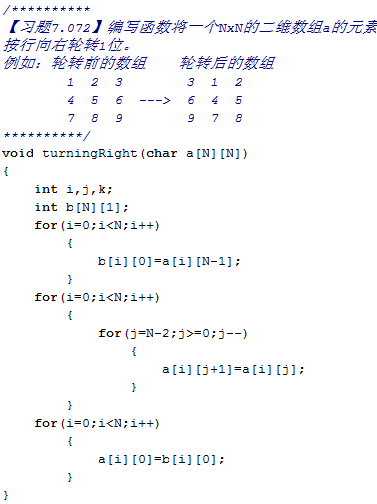 /**********
【习题7.072】编写函数将一个NxN的二维数组a的元素
按行向右轮转1位。
例如：轮转前的数组    轮转后的数组
        1  2  3        3  1  2
        4  5  6  --->  6  4  5
        7  8  9        9  7  8
**********/
void turningRight(char a[N][N])
{
    int i,j,k;
    int b[N][1];
    for(i=0;i<N;i++)
        {
            b[i][0]=a[i][N-1];
        }
    for(i=0;i<N;i++)
        {
            for(j=N-2;j>=0;j--)
                {
                    a[i][j+1]=a[i][j];
                }
        }
    for(i=0;i<N;i++)
        {
            a[i][0]=b[i][0];
        }
}